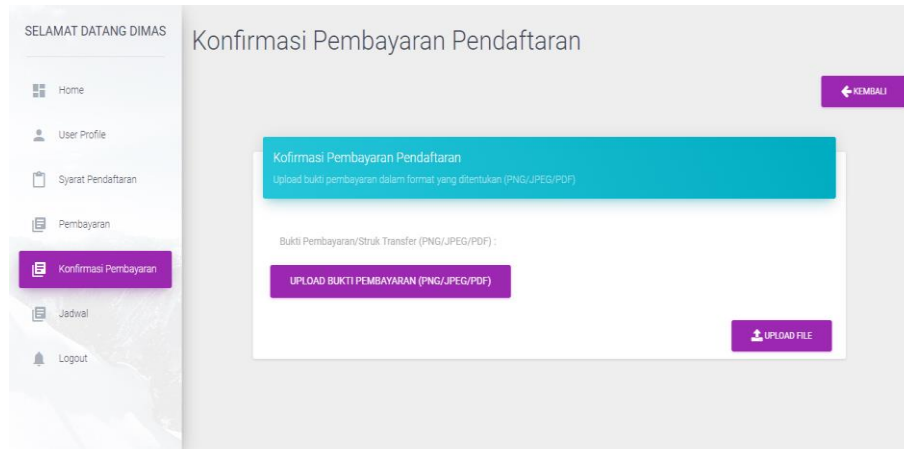 SELAMAT DATANG DIMAS
Home
User Profile
Syarat Pendaftaran
Pembayaran
Konfirmasi Pembayaran
Jadwal
Logout
Konfirmasi Pembayaran Pendaftaran
KEMBALI
Kofirmasi Pembayaran Pendaftaran
Upload bukti pembayaran dalam format yang ditentukan (PNG/JPEG/PDF)
Bukti Pembayaran/Struk Transfer (PNG/JPEG/PDF) :
UPLOAD BUKTI PEMBAYARAN (PNG/JPEG/PDF)
UPLOAD FILE